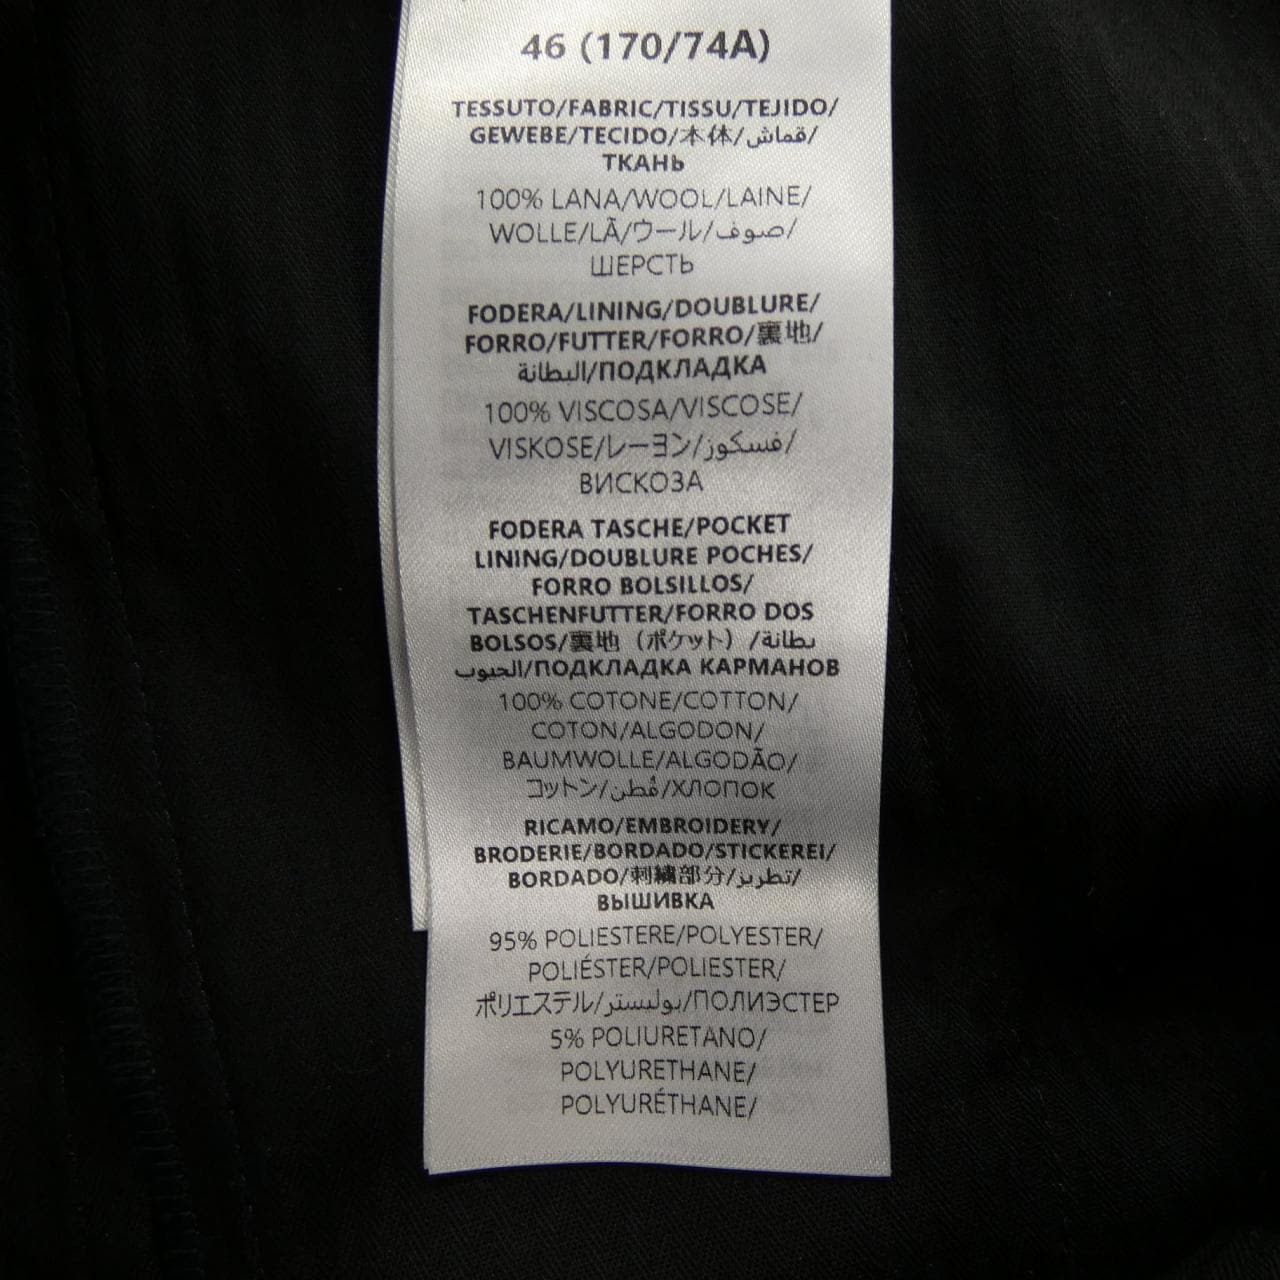 46 (170/74A)
TESSUTO/FABRIC/TISSU/TEJIDO/
GEWEBE/TECIDO/本体/قماش/
ТКАНЬ
100% LANA/WOOL/LAINE/
WOLLE/LÃ/ウール/صوف/
ШЕРСТЬ
FODERA/LINING/DOUBLURE/
FORRO/FUTTER/FORRO/裏地/
البطانة/ПОДКЛАДКА
100% VISCOSA/VISCOSE/
VISKOSE/レーヨン/فسكوز/
ВИСКОЗА
FODERA TASCHE/POCKET
LINING/DOUBLURE POCHES/
FORRO BOLSILLOS/
TASCHENFUTTER/FORRO DOS
BOLSOS/裏地（ポケット）/بطانة
الجيوب/ПОДКЛАДКА КАРМАНОВ
100% COTONE/COTTON/
COTON/ALGODON/
BAUMWOLLE/ALGODÃO/
コットン/قُطن/ХЛОПОК
RICAMO/EMBROIDERY/
BRODERIE/BORDADO/STICKEREI/
BORDADO/刺繍部分/تطريز/
ВЫШИВКА
95% POLIESTERE/POLYESTER/
POLIÉSTER/POLIESTER/
ポリエステル/بوليستر/ПОЛИЭСТЕР
5% POLIURETANO/
POLYURETHANE/
POLYURÉTHANE/